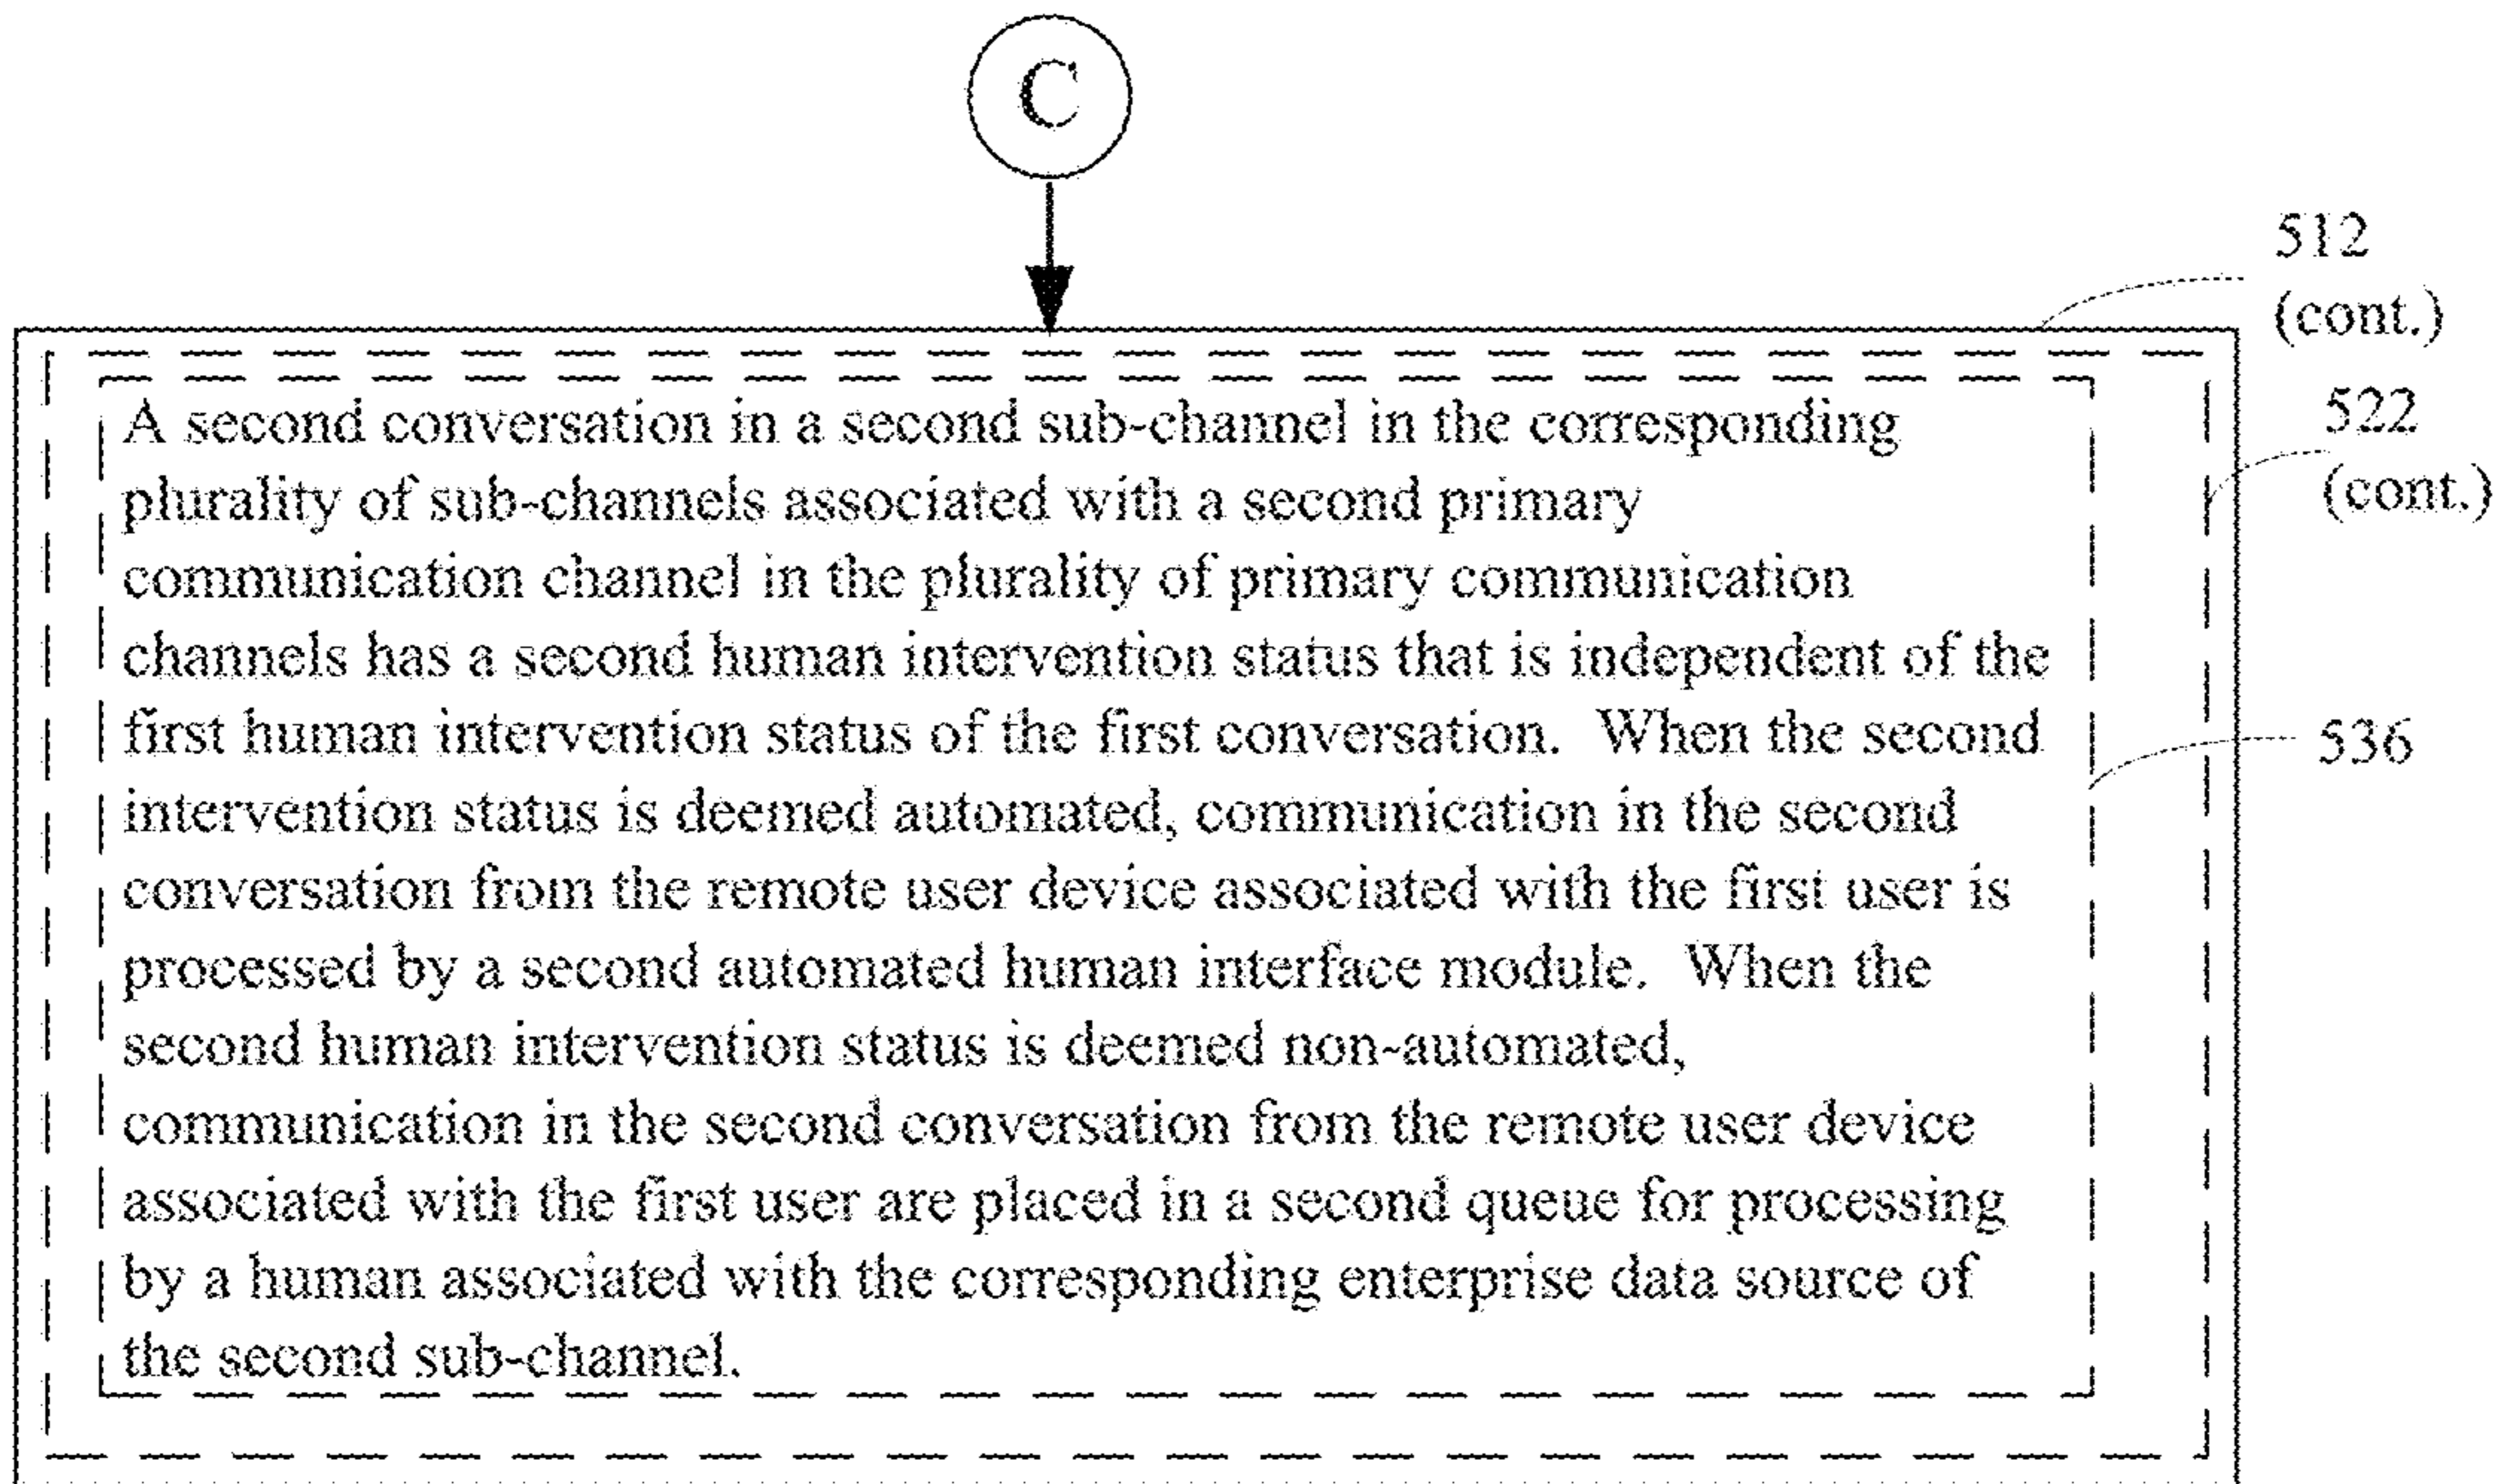 C
512
(cont.)
522
(cont.)
A second conversation in a second sub-channel in the corresponding
plurality of sub-channels associated with a second primary
communication channel in the plurality of primary communication
channels has a second human intervention status that is independent of the
first human intervention status of the first conversation.  When the second
intervention status is deemed automated, communication in the second
conversation from the remote user device associated with the first user is
processed by a second automated human interface module.  When the
second human intervention status is deemed non-automated,
communication in the second conversation from the remote user device
associated with the first user are placed in a second queue for processing
by a human associated with the corresponding enterprise data source of
the second sub-channel.
536